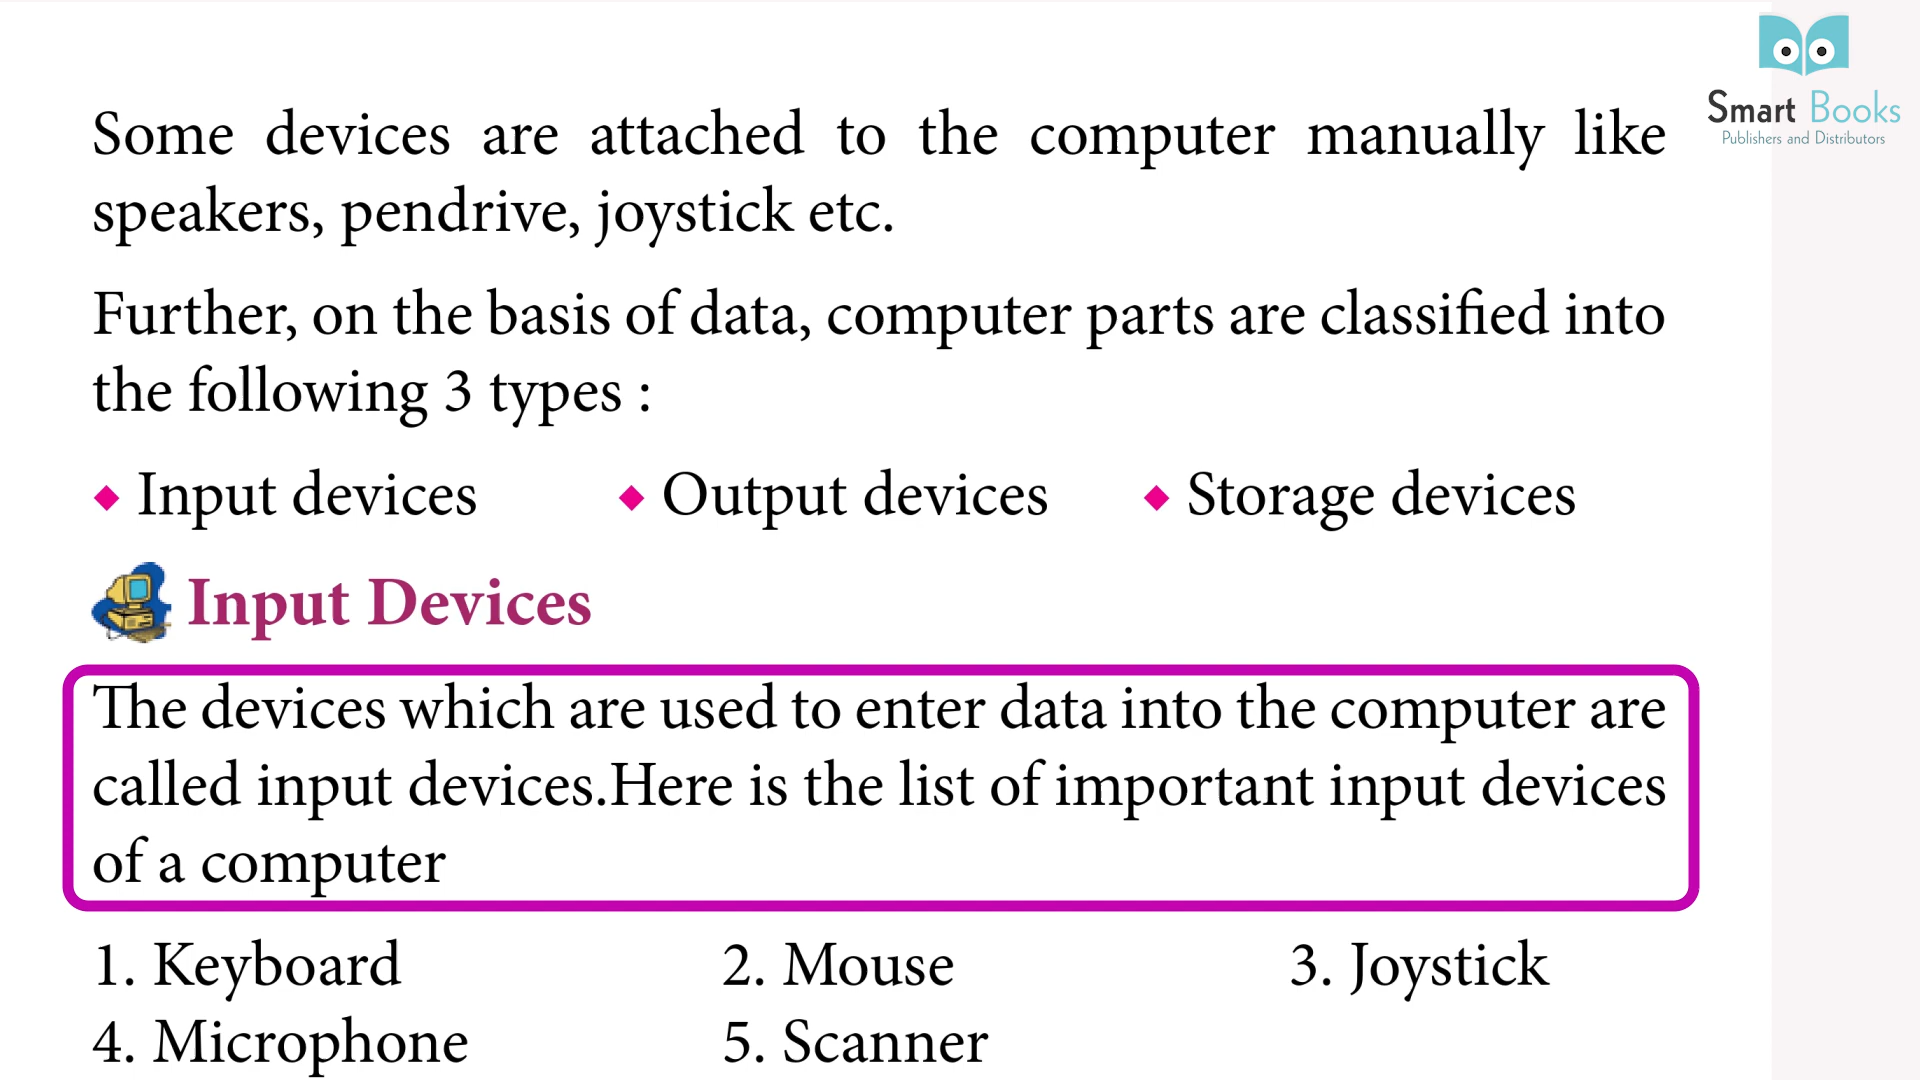 Smart Books
Publishers and Distributors
Some devices are attached to the computer manually like
speakers, pendrive, joystick etc.
Further, on the basis of data, computer parts are classified into
the following 3 types :
◆ Input devices ◆ Output devices ◆ Storage devices
Input Devices
The devices which are used to enter data into the computer are
called input devices.Here is the list of important input devices
of a computer
1. Keyboard 2. Mouse 3. Joystick
4. Microphone 5. Scanner